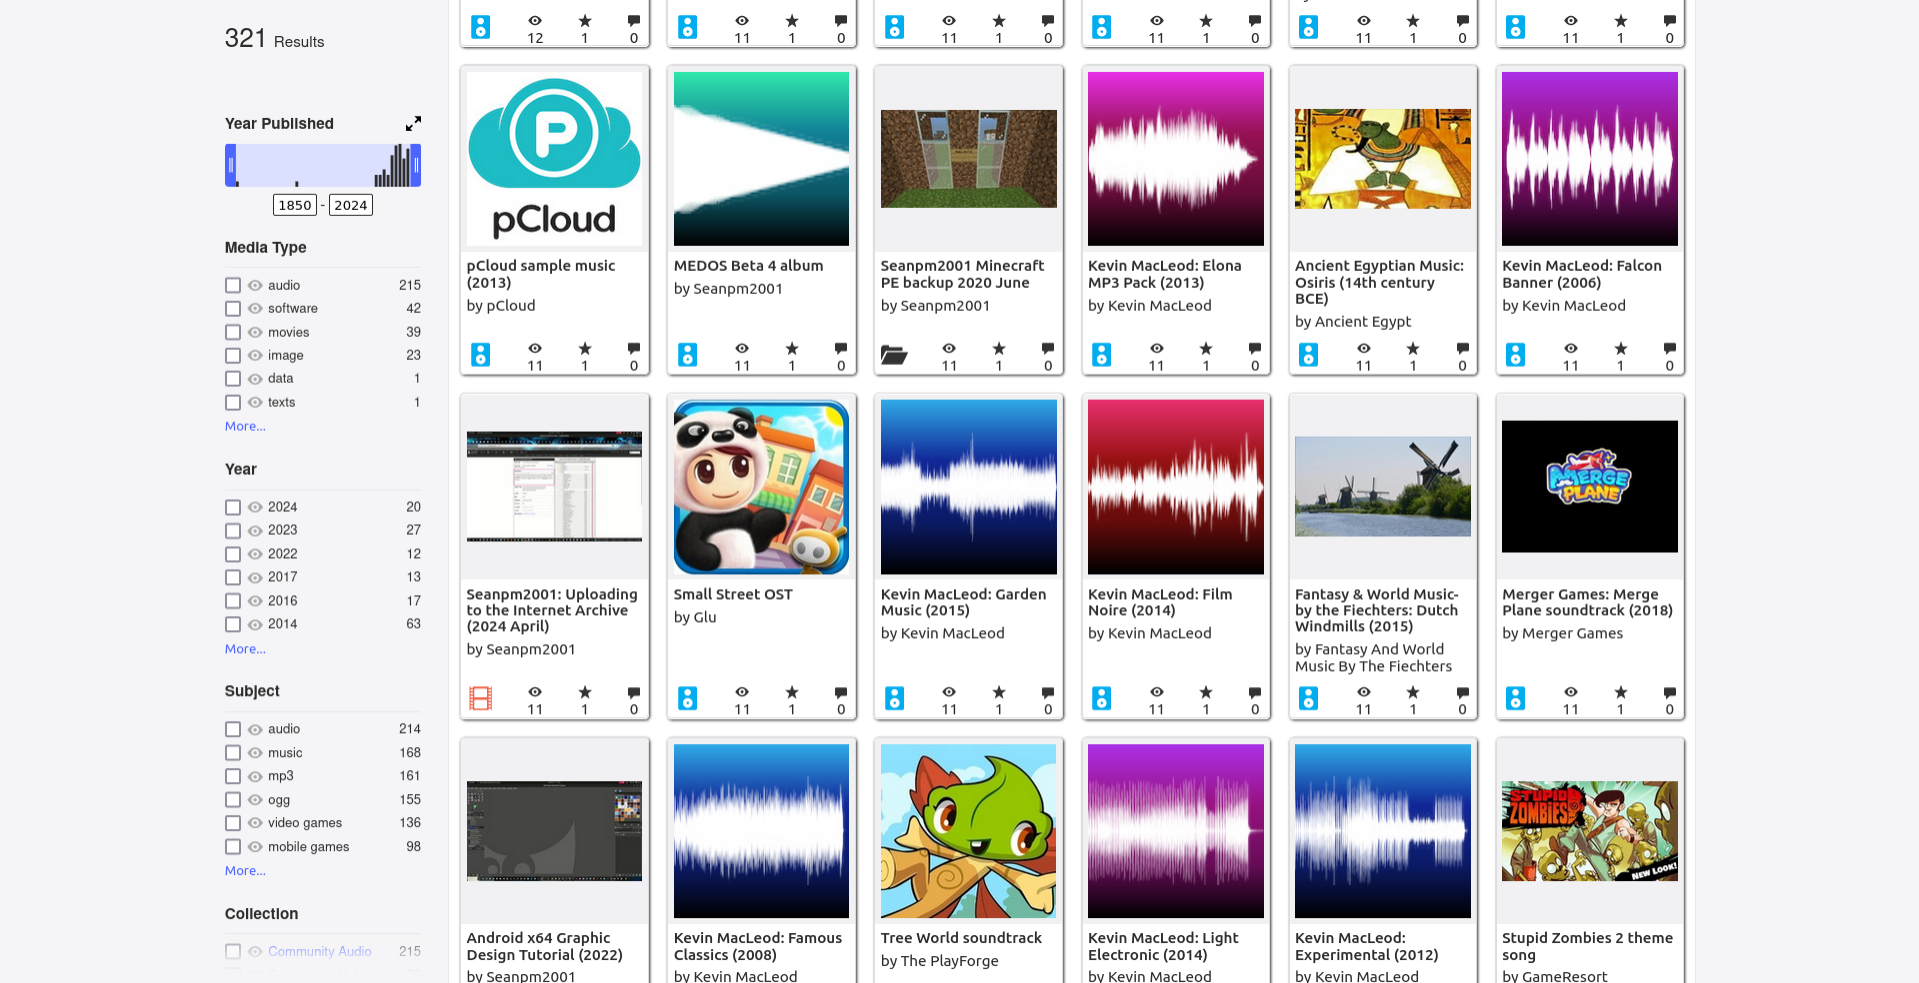 321 Results
Year Published
1850 - 2024
Media Type
audio 215
software 42
movies 39
image 23
data 1
texts 1
More...
Year
2024 20
2023 27
2022 12
2017 13
2016 17
2014 63
More...
Subject
audio 214
music 168
mp3 161
ogg 155
video games 136
mobile games 98
More...
Collection
Community Audio 215
12 1 0
11 1 0
11 1 0
11 1 0
11 1 0
11 1 0
P
pCloud
pCloud sample music
(2013)
by pCloud
11 1 0
MEDOS Beta 4 album
by Seanpm2001
11 1 0
Seanpm2001 Minecraft
PE backup 2020 June
by Seanpm2001
11 1 0
Kevin MacLeod: Elona
MP3 Pack (2013)
by Kevin MacLeod
11 1 0
Ancient Egyptian Music:
Osiris (14th century
BCE)
by Ancient Egypt
11 1 0
Kevin MacLeod: Falcon
Banner (2006)
by Kevin MacLeod
11 1 0
Seanpm2001: Uploading
to the Internet Archive
(2024 April)
by Seanpm2001
11 1 0
Small Street OST
by Glu
11 1 0
Kevin MacLeod: Garden
Music (2015)
by Kevin MacLeod
11 1 0
Kevin MacLeod: Film
Noire (2014)
by Kevin MacLeod
11 1 0
Fantasy & World Music-
by the Fiechters: Dutch
Windmills (2015)
by Fantasy And World
Music By The Fiechters
11 1 0
MERGE
PLANE
Merger Games: Merge
Plane soundtrack (2018)
by Merger Games
11 1 0
Android x64 Graphic
Design Tutorial (2022)
by Seanpm2001
Kevin MacLeod: Famous
Classics (2008)
by Kevin MacLeod
Tree World soundtrack
by The PlayForge
Kevin MacLeod: Light
Electronic (2014)
by Kevin MacLeod
Kevin MacLeod:
Experimental (2012)
by Kevin MacLeod
STUPID
ZOMBIES
NEW LOOK!
Stupid Zombies 2 theme
song
by GameResort